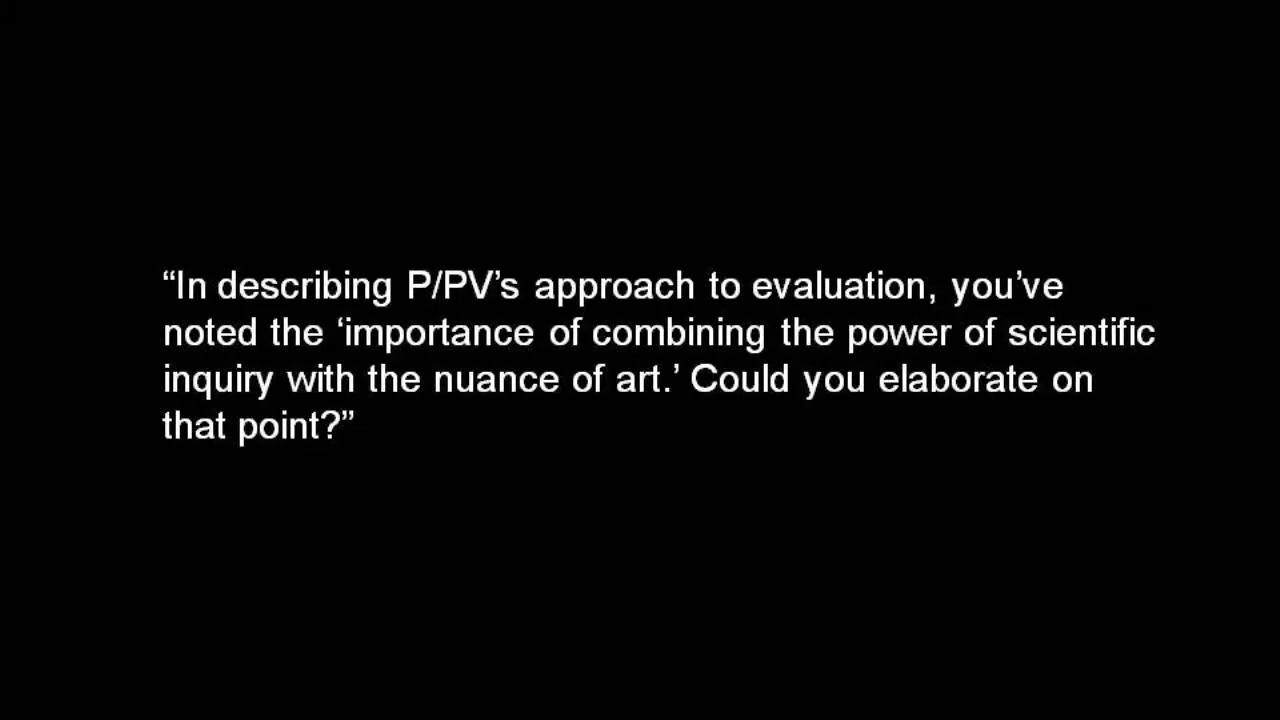 “In describing P/PV’s approach to evaluation, you’ve
noted the ‘importance of combining the power of scientific
inquiry with the nuance of art.’ Could you elaborate on
that point?”